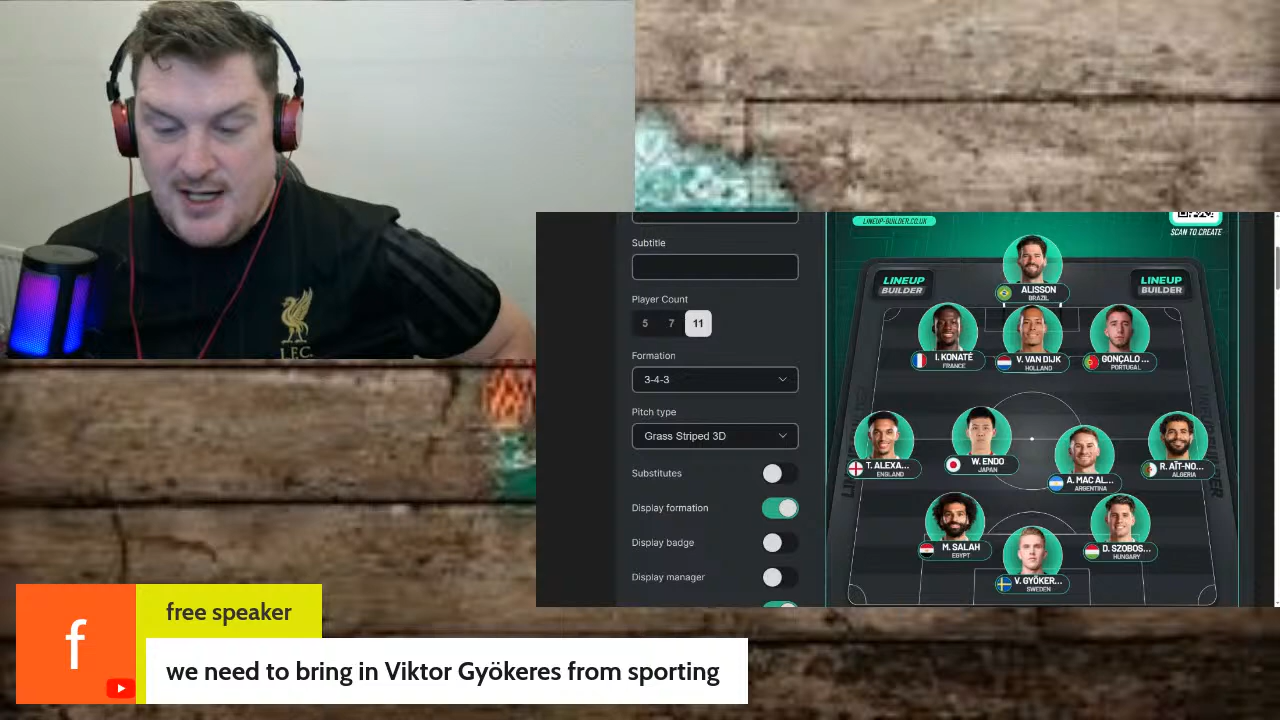 L.F.C.
LINEUP-BUILDER.CO.UK
SCAN TO CREATE
Subtitle
Player Count
5 7 11
Formation
3-4-3
Pitch type
Grass Striped 3D
Substitutes
Display formation
Display badge
Display manager
LINEUP
BUILDER
LINEUP
BUILDER
ALISSON
BRAZIL
I. KONATÉ
FRANCE
V. VAN DIJK
HOLLAND
GONÇALO ...
PORTUGAL
T. ALEXA...
ENGLAND
W. ENDO
JAPAN
A. MAC AL...
ARGENTINA
R. AÏT-NO...
ALGERIA
M. SALAH
EGYPT
V. GYÖKER...
SWEDEN
D. SZOBOS...
HUNGARY
f
free speaker
we need to bring in Viktor Gyökeres from sporting